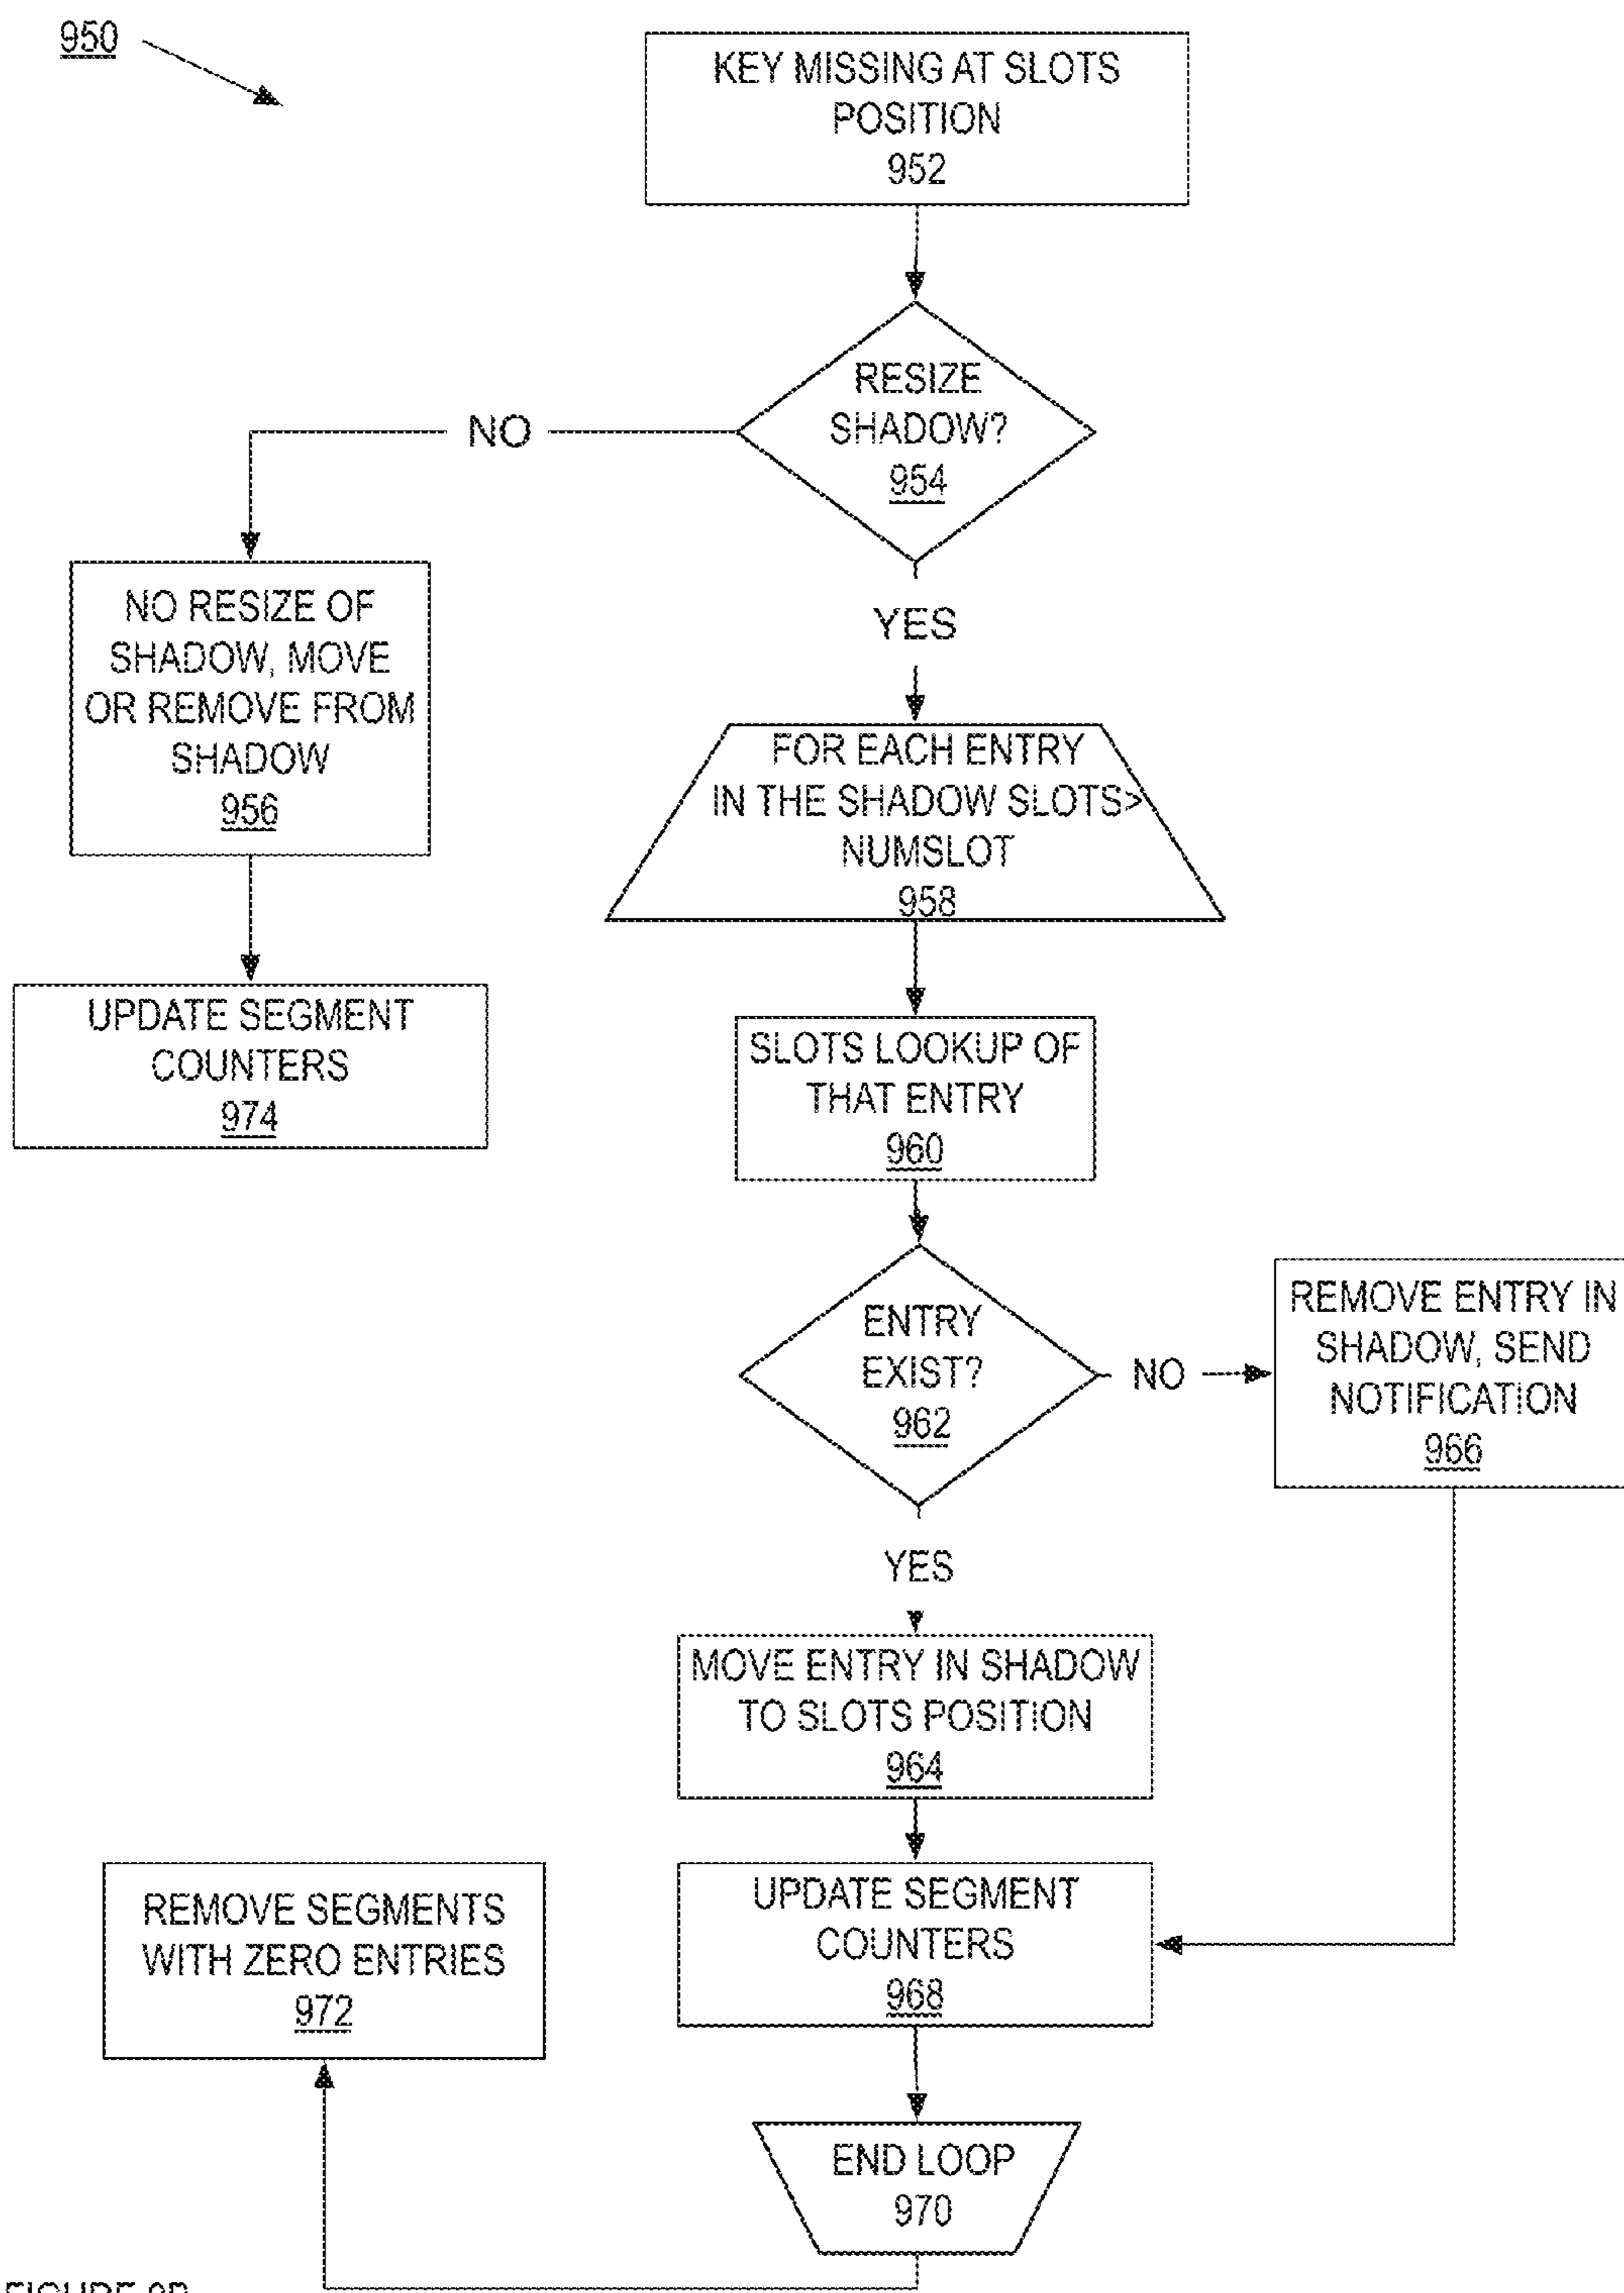 950
KEY MISSING AT SLOTS
POSITION
952
RESIZE
SHADOW?
954
NO
YES
NO RESIZE OF
SHADOW, MOVE
OR REMOVE FROM
SHADOW
956
FOR EACH ENTRY
IN THE SHADOW SLOTS>
NUMSLOT
958
UPDATE SEGMENT
COUNTERS
974
SLOTS LOOKUP OF
THAT ENTRY
960
ENTRY
EXIST?
962
NO
REMOVE ENTRY IN
SHADOW, SEND
NOTIFICATION
966
YES
MOVE ENTRY IN SHADOW
TO SLOTS POSITION
964
UPDATE SEGMENT
COUNTERS
968
REMOVE SEGMENTS
WITH ZERO ENTRIES
972
END LOOP
970